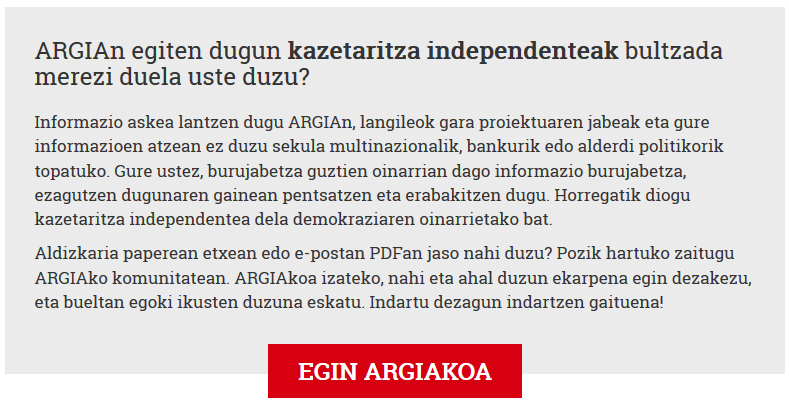 ARGIAn egiten dugun kazetaritza independenteak bultzada
merezi duela uste duzu?
Informazio askea lantzen dugu ARGIAn, langileok gara proiektuaren jabeak eta gure
informazioen atzean ez duzu sekula multinazionalik, bankurik edo alderdi politikorik
topatuko. Gure ustez, burujabetza guztien oinarrian dago informazio burujabetza,
ezagutzen dugunaren gainean pentsatzen eta erabakitzen dugu. Horregatik diogu
kazetaritza independentea dela demokraziaren oinarrietako bat.
Aldizkaria paperean etxean edo e-postan PDFan jaso nahi duzu? Pozik hartuko zaitugu
ARGIAko komunitatean. ARGIAkoa izateko, nahi eta ahal duzun ekarpena egin dezakezu,
eta bueltan egoki ikusten duzuna eskatu. Indartu dezagun indartzen gaituena!
EGIN ARGIAKOA